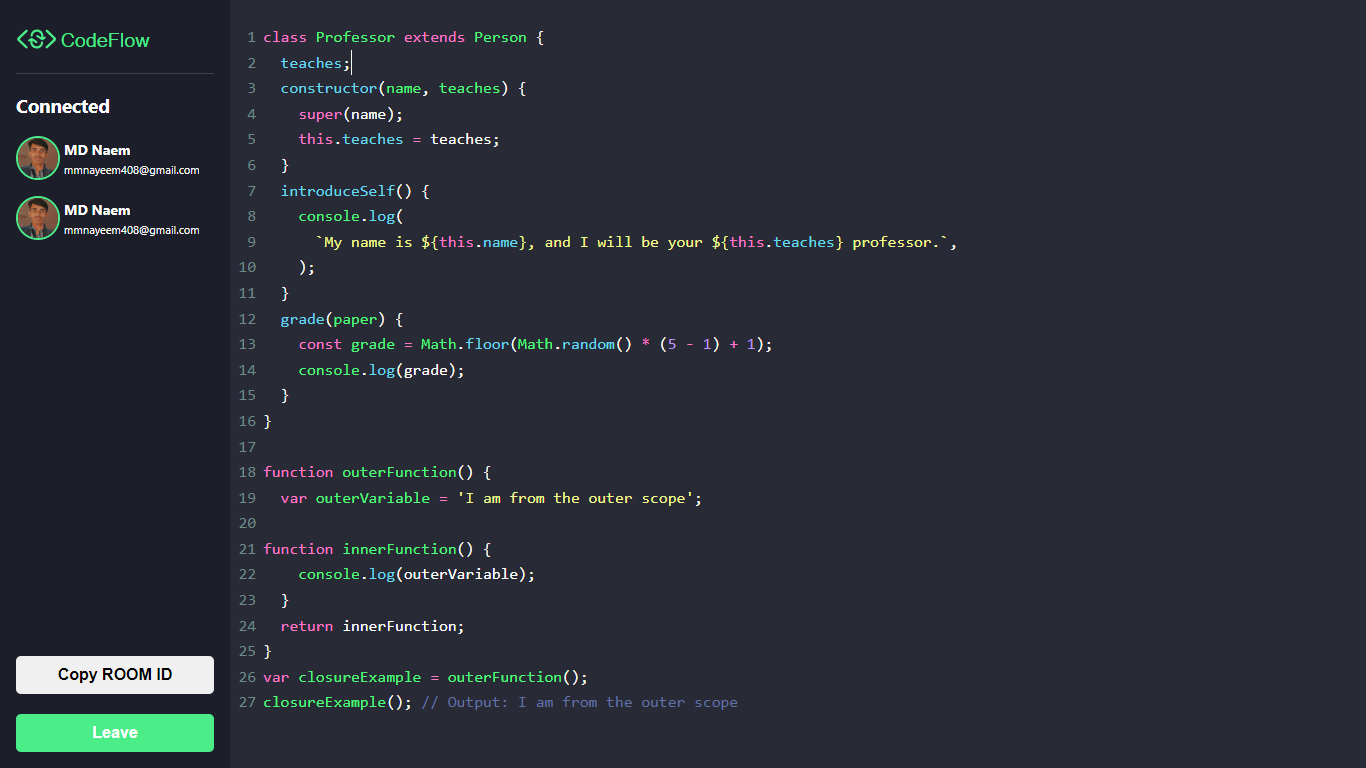 CodeFlow
Connected
MD Naem
mmnayeem408@gmail.com
MD Naem
mmnayeem408@gmail.com
Copy ROOM ID
Leave
1 class Professor extends Person {
2   teaches;
3   constructor(name, teaches) {
4     super(name);
5     this.teaches = teaches;
6   }
7   introduceSelf() {
8     console.log(
9       `My name is ${this.name}, and I will be your ${this.teaches} professor.`,
10     );
11   }
12   grade(paper) {
13     const grade = Math.floor(Math.random() * (5 - 1) + 1);
14     console.log(grade);
15   }
16 }
17
18 function outerFunction() {
19   var outerVariable = 'I am from the outer scope';
20
21 function innerFunction() {
22     console.log(outerVariable);
23   }
24   return innerFunction;
25 }
26 var closureExample = outerFunction();
27 closureExample(); // Output: I am from the outer scope